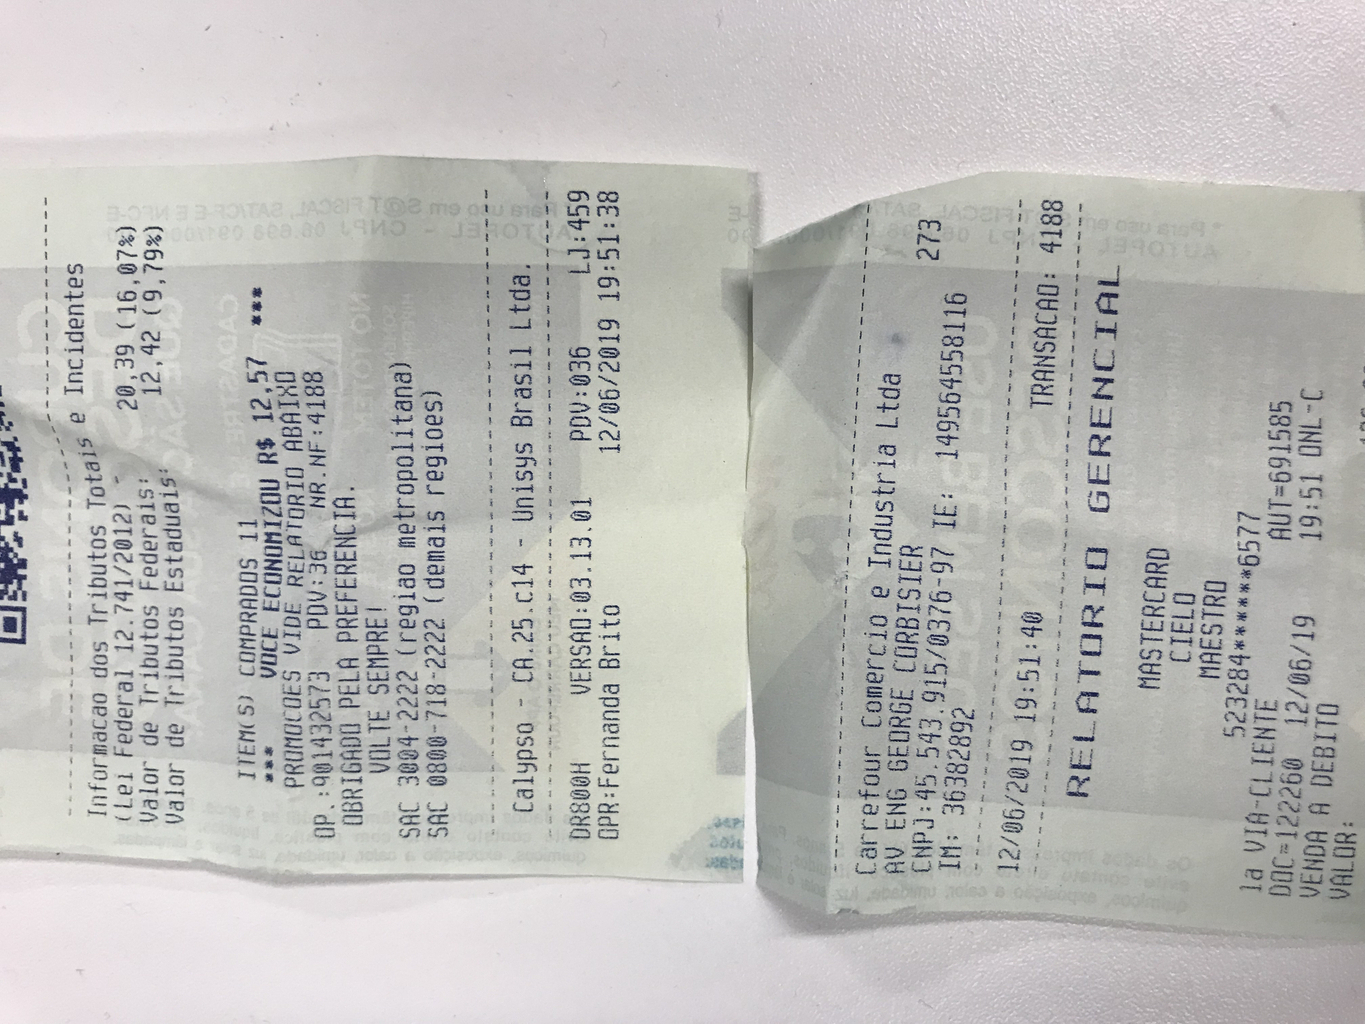 Informacao dos Tributos Totais e Incidentes
(Lei Federal 12.741/2012) -
Valor de Tributos Federais: 20,39 (16,07%)
Valor de Tributos Estaduais: 12,42 (9,79%)
ITEM(S) COMPRADOS 11
*** VOCE ECONOMIZOU R$ 12,57 ***
PROMOCOES VIDE RELATORIO ABAIXO
OP.:901432573 PDV:36 NR.NF:4188
OBRIGADO PELA PREFERENCIA.
VOLTE SEMPRE!
SAC 3004-2222 (região metropolitana)
SAC 0800-718-2222 (demais regioes)
Calypso - CA.25.c14 - Unisys Brasil Ltda.
DR800H VERSAO:03.13.01 PDV:036 LJ:459
OPR:Fernanda Brito 12/06/2019 19:51:38
Carrefour Comercio e Industria Ltda
AV ENG GEORGE CORBISIER 273
CNPJ:45.543.915/0376-97 IE: 149564558116
IM: 36382892
12/06/2019 19:51:40 TRANSACAO: 4188
RELATORIO GERENCIAL
MASTERCARD
CIELO
MAESTRO
523284******6577
1a VIA-CLIENTE
DOC=122260 12/06/19 AUT=691585
VENDA A DEBITO 19:51 ONL-C
VALOR: